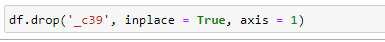 df.drop('_c39', inplace = True, axis = 1)